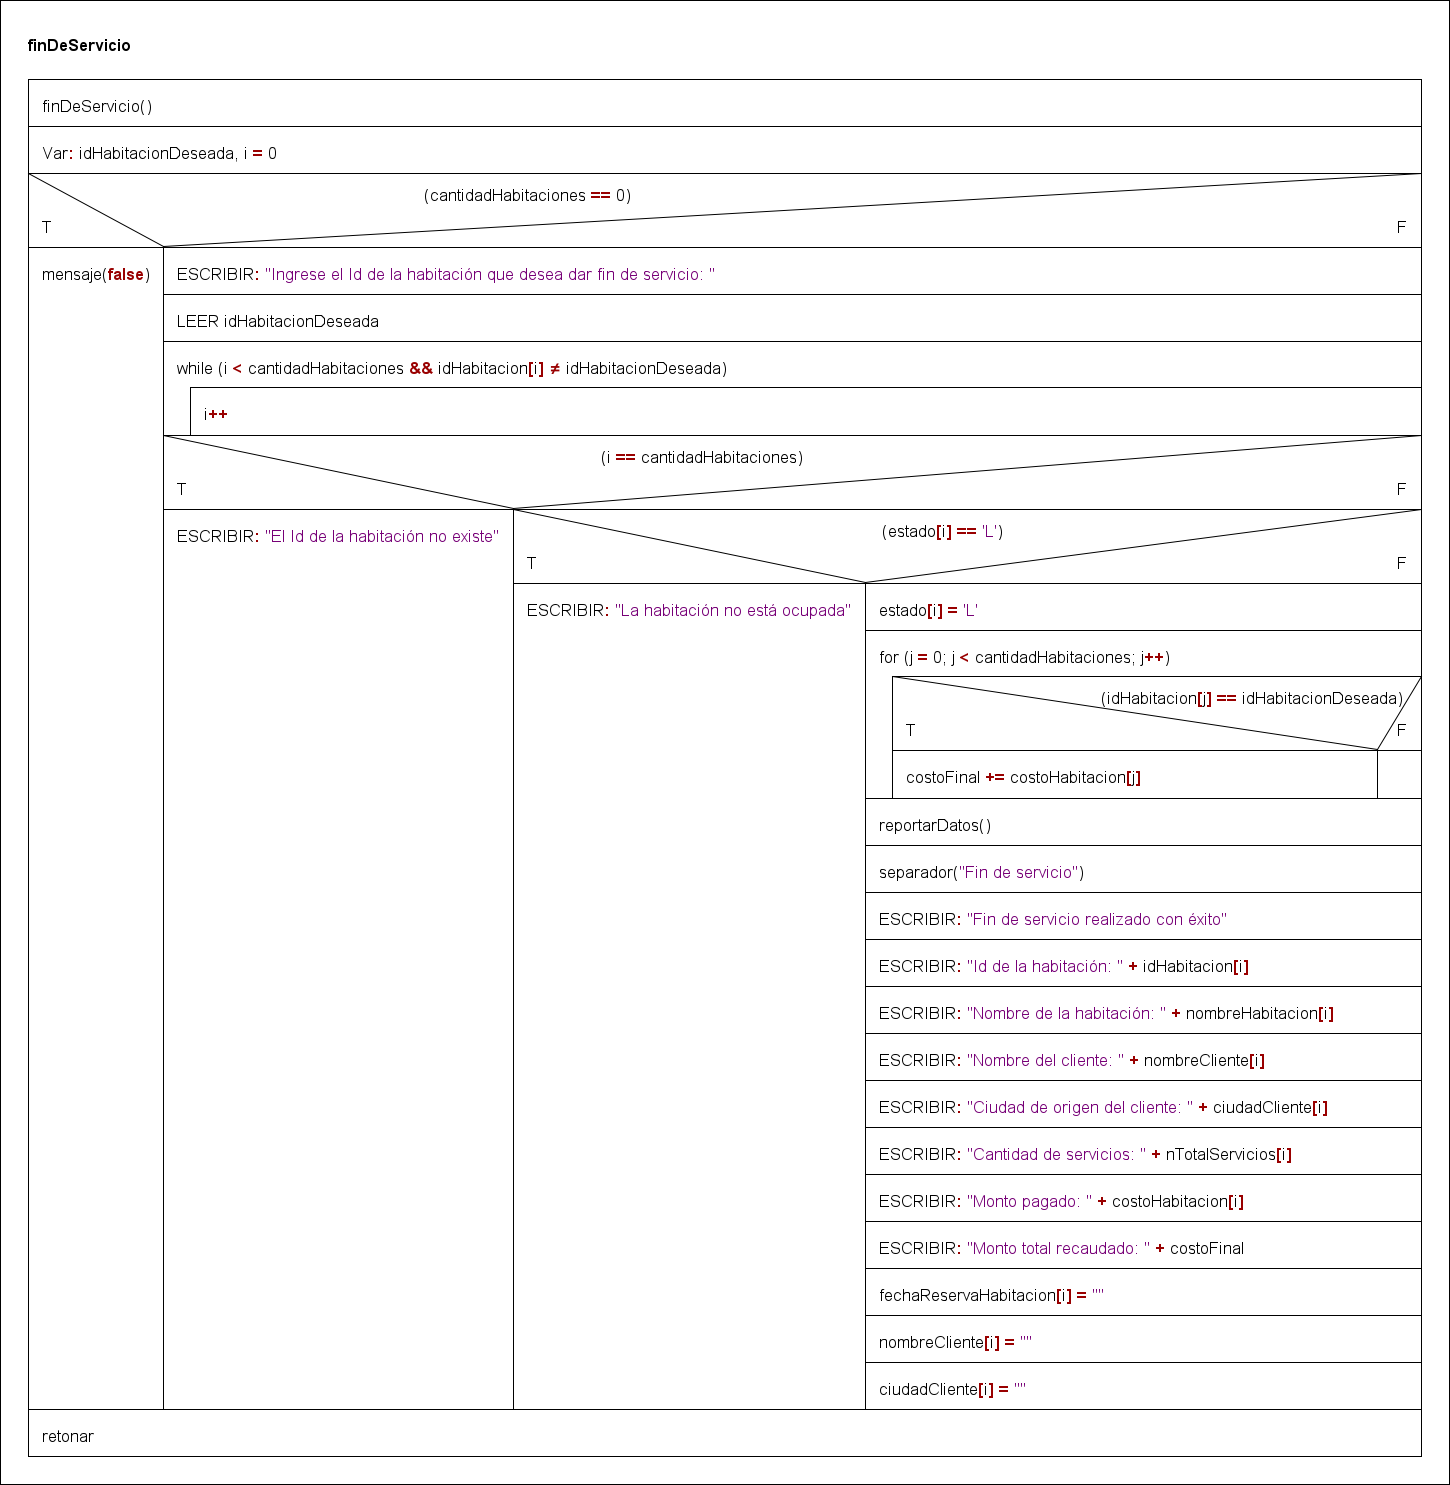 finDeServicio
finDeServicio()
Var: idHabitacionDeseada, i = 0
(cantidadHabitaciones == 0)
T
F
mensaje(false)
ESCRIBIR: "Ingrese el Id de la habitación que desea dar fin de servicio: "
LEER idHabitacionDeseada
while (i < cantidadHabitaciones && idHabitacion[i] ≠ idHabitacionDeseada)
i++
(i == cantidadHabitaciones)
T
F
ESCRIBIR: "El Id de la habitación no existe"
(estado[i] == 'L')
T
F
ESCRIBIR: "La habitación no está ocupada"
estado[i] = 'L'
for (j = 0; j < cantidadHabitaciones; j++)
(idHabitacion[j] == idHabitacionDeseada)
T
F
costoFinal += costoHabitacion[j]
reportarDatos()
separador("Fin de servicio")
ESCRIBIR: "Fin de servicio realizado con éxito"
ESCRIBIR: "Id de la habitación: " + idHabitacion[i]
ESCRIBIR: "Nombre de la habitación: " + nombreHabitacion[i]
ESCRIBIR: "Nombre del cliente: " + nombreCliente[i]
ESCRIBIR: "Ciudad de origen del cliente: " + ciudadCliente[i]
ESCRIBIR: "Cantidad de servicios: " + nTotalServicios[i]
ESCRIBIR: "Monto pagado: " + costoHabitacion[i]
ESCRIBIR: "Monto total recaudado: " + costoFinal
fechaReservaHabitacion[i] = ""
nombreCliente[i] = ""
ciudadCliente[i] = ""
retonar